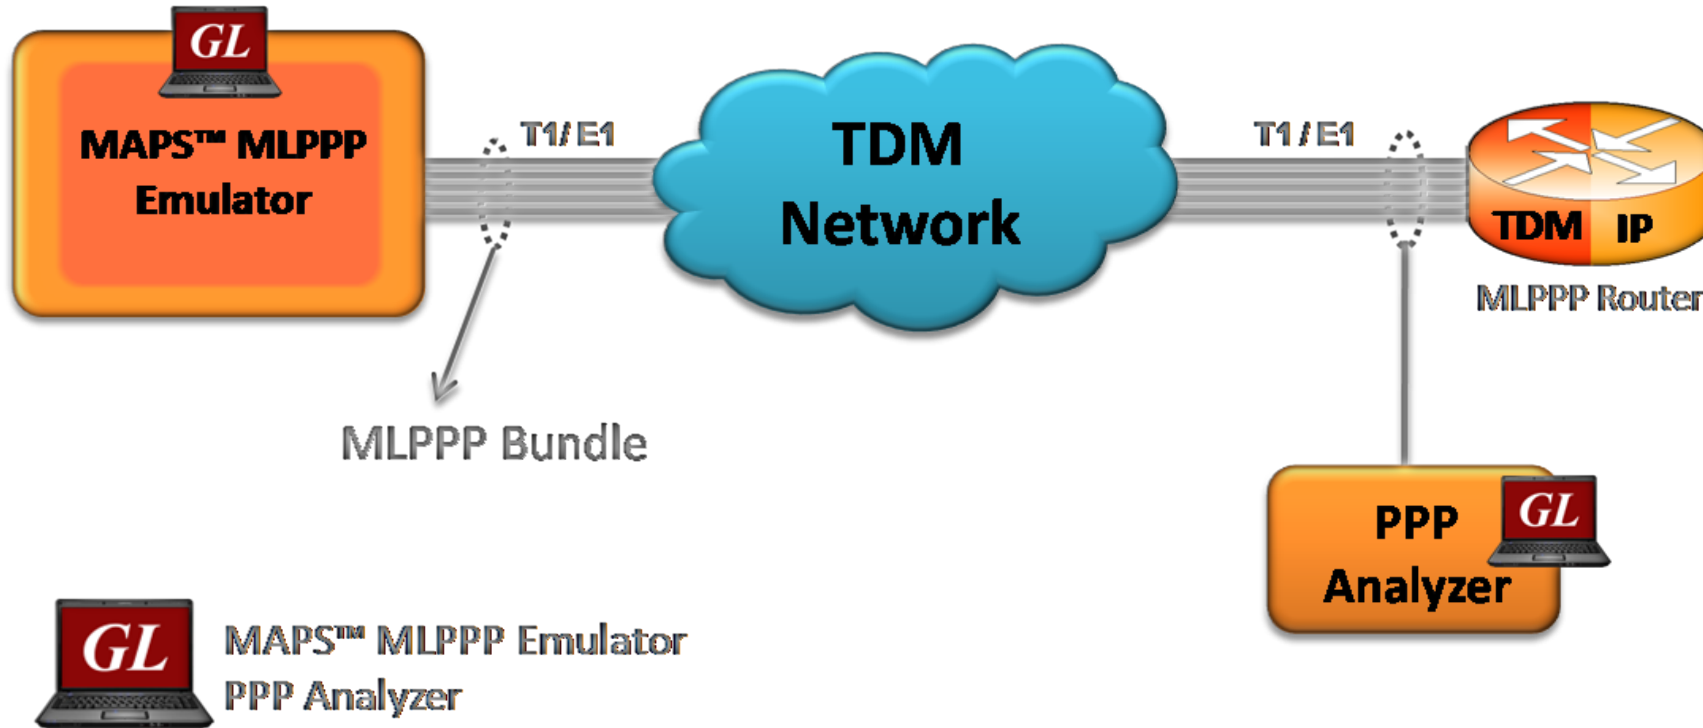 GL
MAPS™ MLPPP
Emulator
T1/ E1
TDM
Network
T1 / E1
TDM IP
MLPPP Router
MLPPP Bundle
PPP
Analyzer
GL
GL
MAPS™ MLPPP Emulator
PPP Analyzer